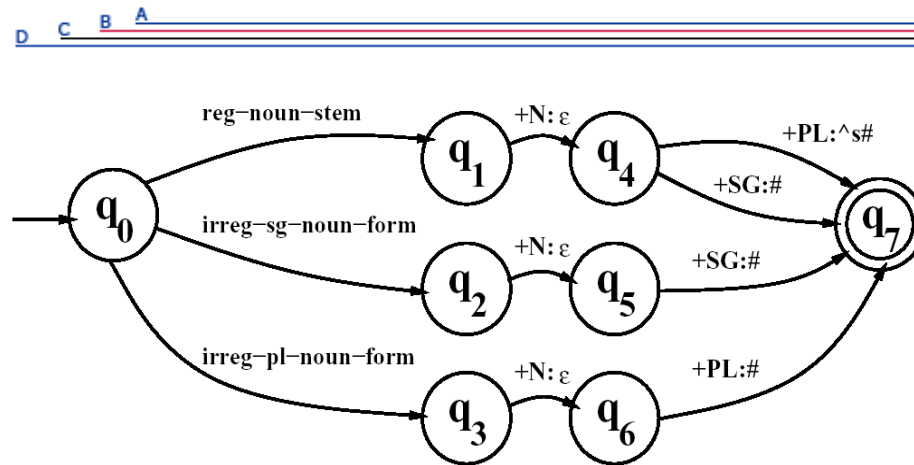 A
B
C
D
reg−noun−stem
+N: ε
+PL:^s#
q1
q4
+SG:#
q0
q7
irreg−sg−noun−form
+N: ε
+SG:#
q2
q5
irreg−pl−noun−form
+N: ε
+PL:#
q3
q6